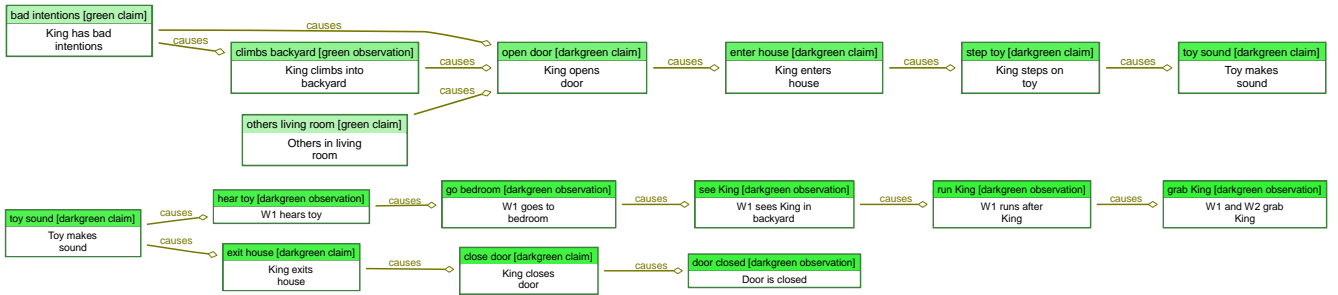 bad intentions [green claim]
King has bad
intentions
causes
causes
climbs backyard [green observation]
King climbs into
backyard
causes
others living room [green claim]
Others in living
room
causes
open door [darkgreen claim]
King opens
door
causes
enter house [darkgreen claim]
King enters
house
causes
step toy [darkgreen claim]
King steps on
toy
causes
toy sound [darkgreen claim]
Toy makes
sound
toy sound [darkgreen claim]
Toy makes
sound
causes
hear toy [darkgreen observation]
W1 hears toy
causes
go bedroom [darkgreen observation]
W1 goes to
bedroom
causes
see King [darkgreen observation]
W1 sees King in
backyard
causes
run King [darkgreen observation]
W1 runs after
King
causes
grab King [darkgreen observation]
W1 and W2 grab
King
causes
exit house [darkgreen claim]
King exits
house
causes
close door [darkgreen claim]
King closes
door
causes
door closed [darkgreen observation]
Door is closed